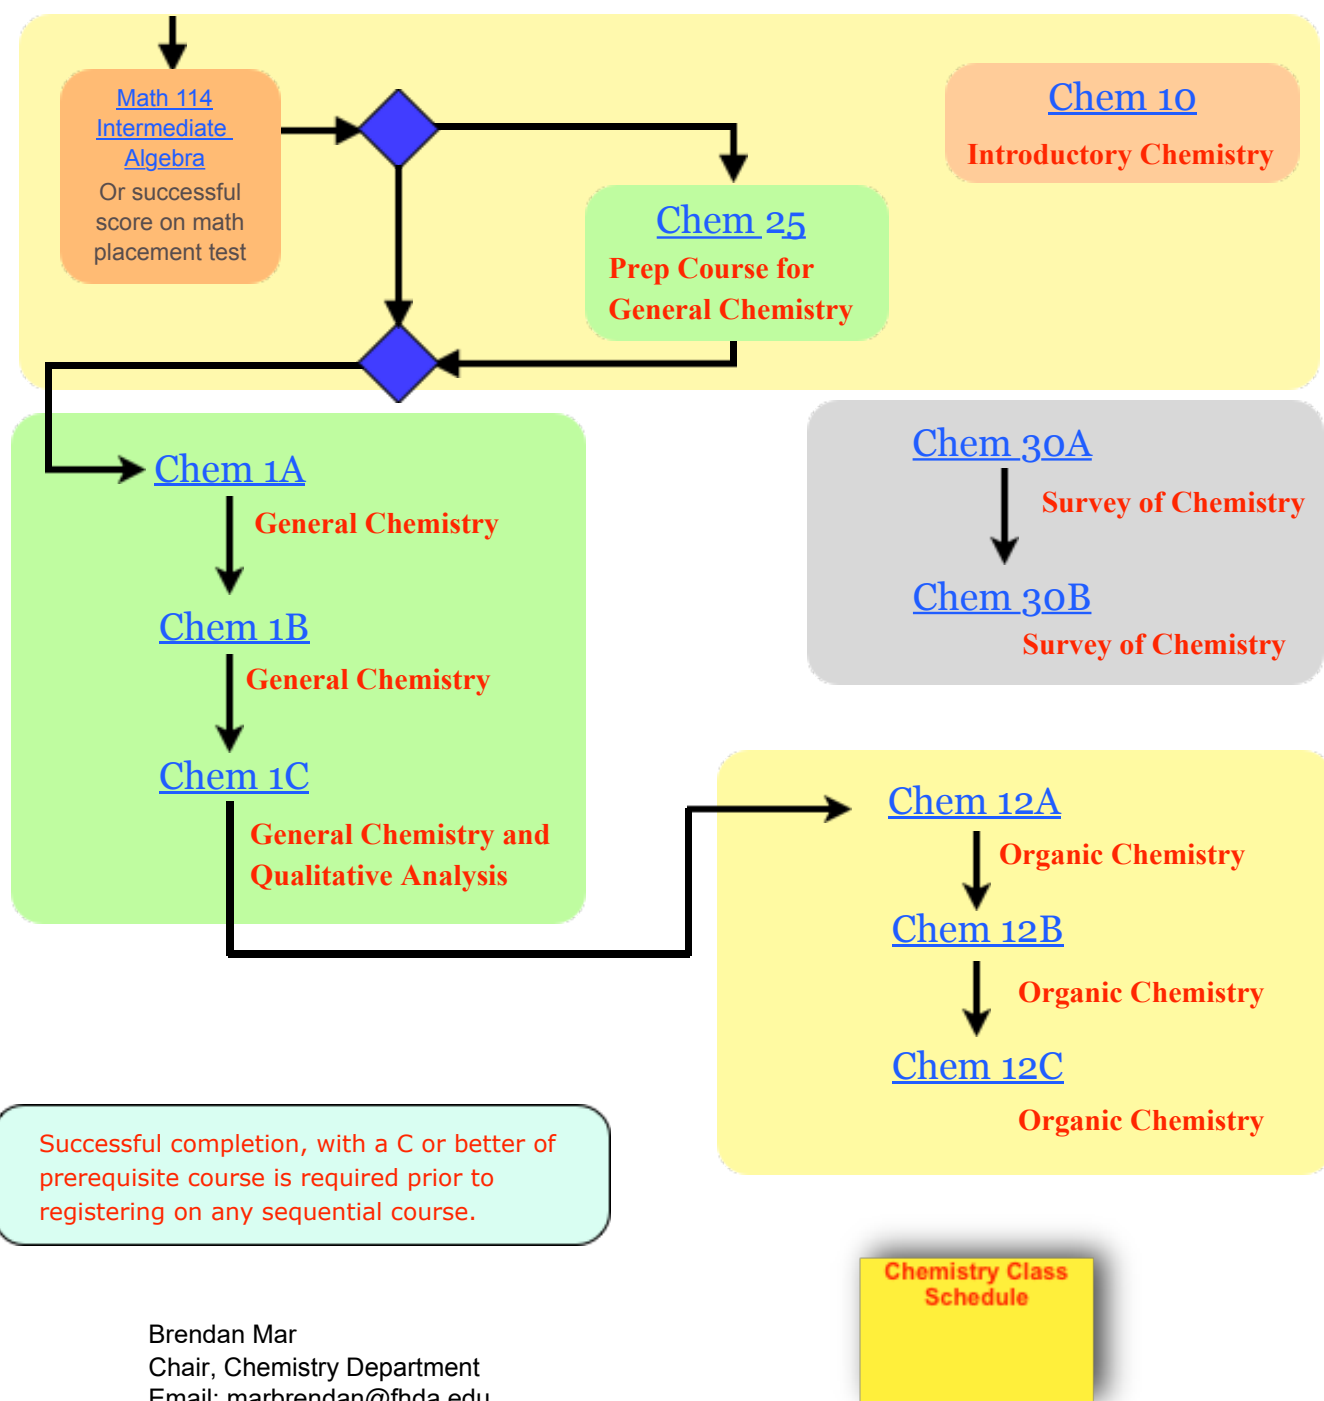 Math 114
Intermediate
Algebra
Or successful
score on math
placement test
Chem 10
Introductory Chemistry
Chem 25
Prep Course for
General Chemistry
Chem 1A
General Chemistry
Chem 1B
General Chemistry
Chem 1C
General Chemistry and
Qualitative Analysis
Chem 30A
Survey of Chemistry
Chem 30B
Survey of Chemistry
Chem 12A
Organic Chemistry
Chem 12B
Organic Chemistry
Chem 12C
Organic Chemistry
Successful completion, with a C or better of
prerequisite course is required prior to
registering on any sequential course.
Chemistry Class
Schedule
Brendan Mar
Chair, Chemistry Department
Email: marbrendan@fhda.edu